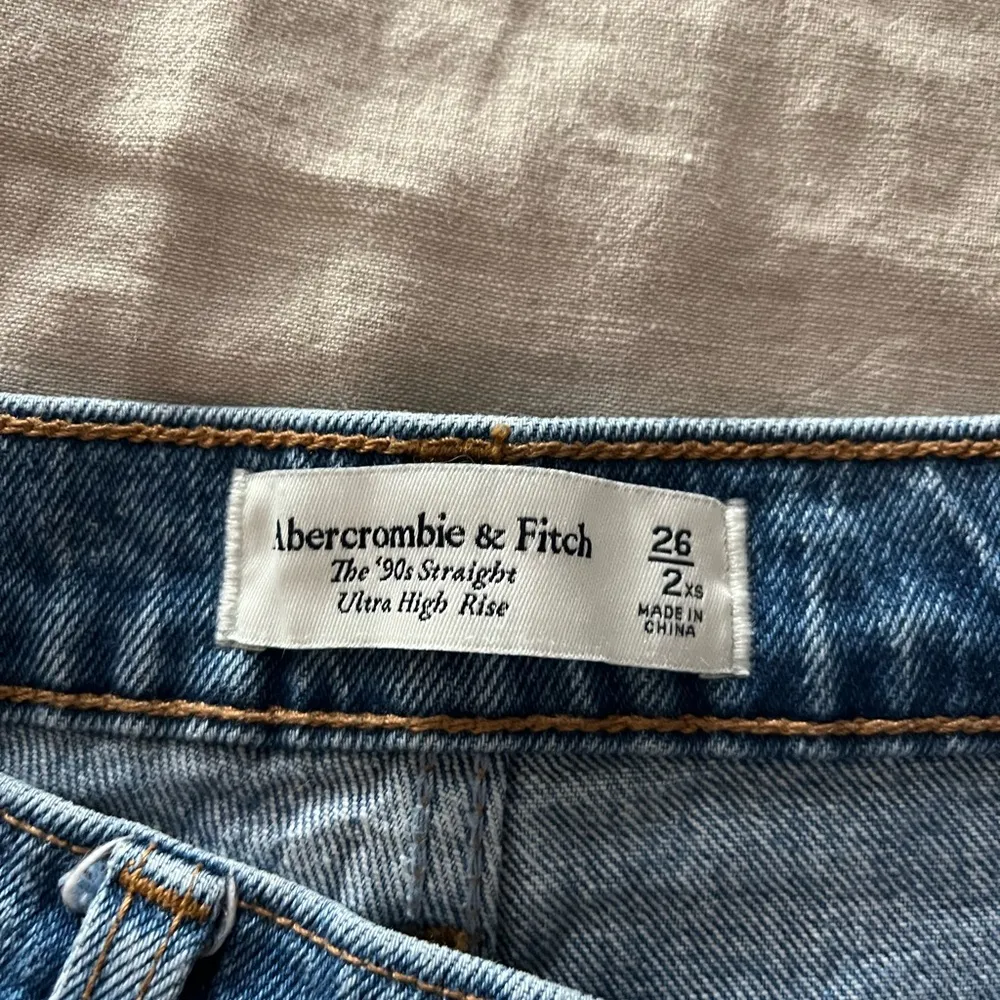 Abercrombie & Fitch
The '90s Straight
Ultra High Rise
26
2xs
MADE IN
CHINA